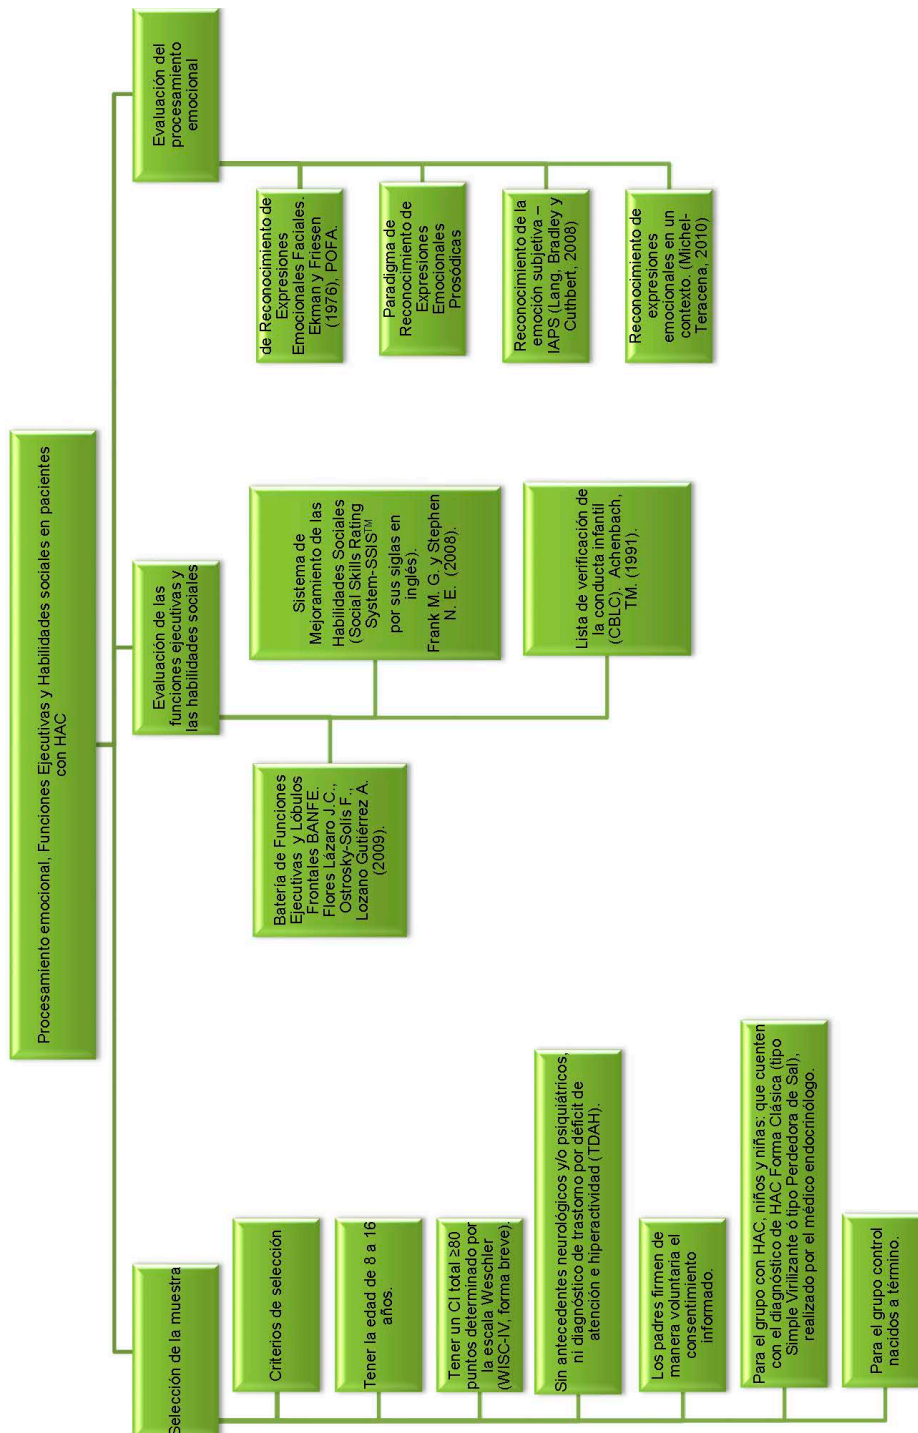 Procesamiento emocional, Funciones Ejecutivas y Habilidades sociales en pacientes
con HAC
Selección de la muestra
Criterios de selección
Tener la edad de 8 a 16
años.
Tener un CI total ≥80
puntos determinado por
la escala Weschler
(WISC-IV, forma breve).
Sin antecedentes neurológicos y/o psiquiátricos,
ni diagnóstico de trastorno por déficit de
atención e hiperactividad (TDAH).
Los padres firmen de
manera voluntaria el
consentimiento
informado.
Para el grupo con HAC, niños y niñas: que cuenten
con el diagnóstico de HAC Forma Clásica (tipo
Simple Virilizante ó tipo Perdedora de Sal),
realizado por el médico endocrinólogo.
Para el grupo control
nacidos a término.
Evaluación de las
funciones ejecutivas y
las habilidades sociales
Batería de Funciones
Ejecutivas y Lóbulos
Frontales BANFE.
Flores Lázaro J.C.,
Ostrosky-Solís F.,
Lozano Gutiérrez A.
(2009).
Sistema de
Mejoramiento de las
Habilidades Sociales
(Social Skills Rating
System-SSIS™
por sus siglas en
inglés).
Frank M. G. y Stephen
N. E. (2008).
Lista de verificación de
la conducta infantil
(CBLC). Achenbach,
TM. (1991).
Evaluación del
procesamiento
emocional
de Reconocimiento de
Expresiones
Emocionales Faciales.
Ekman y Friesen
(1976), POFA.
Paradigma de
Reconocimiento de
Expresiones
Emocionales
Prosódicas
Reconocimiento de la
emoción subjetiva –
IAPS (Lang, Bradley y
Cuthbert, 2008)
Reconocimiento de
expresiones
emocionales en un
contexto. (Michel-
Teracena, 2010)